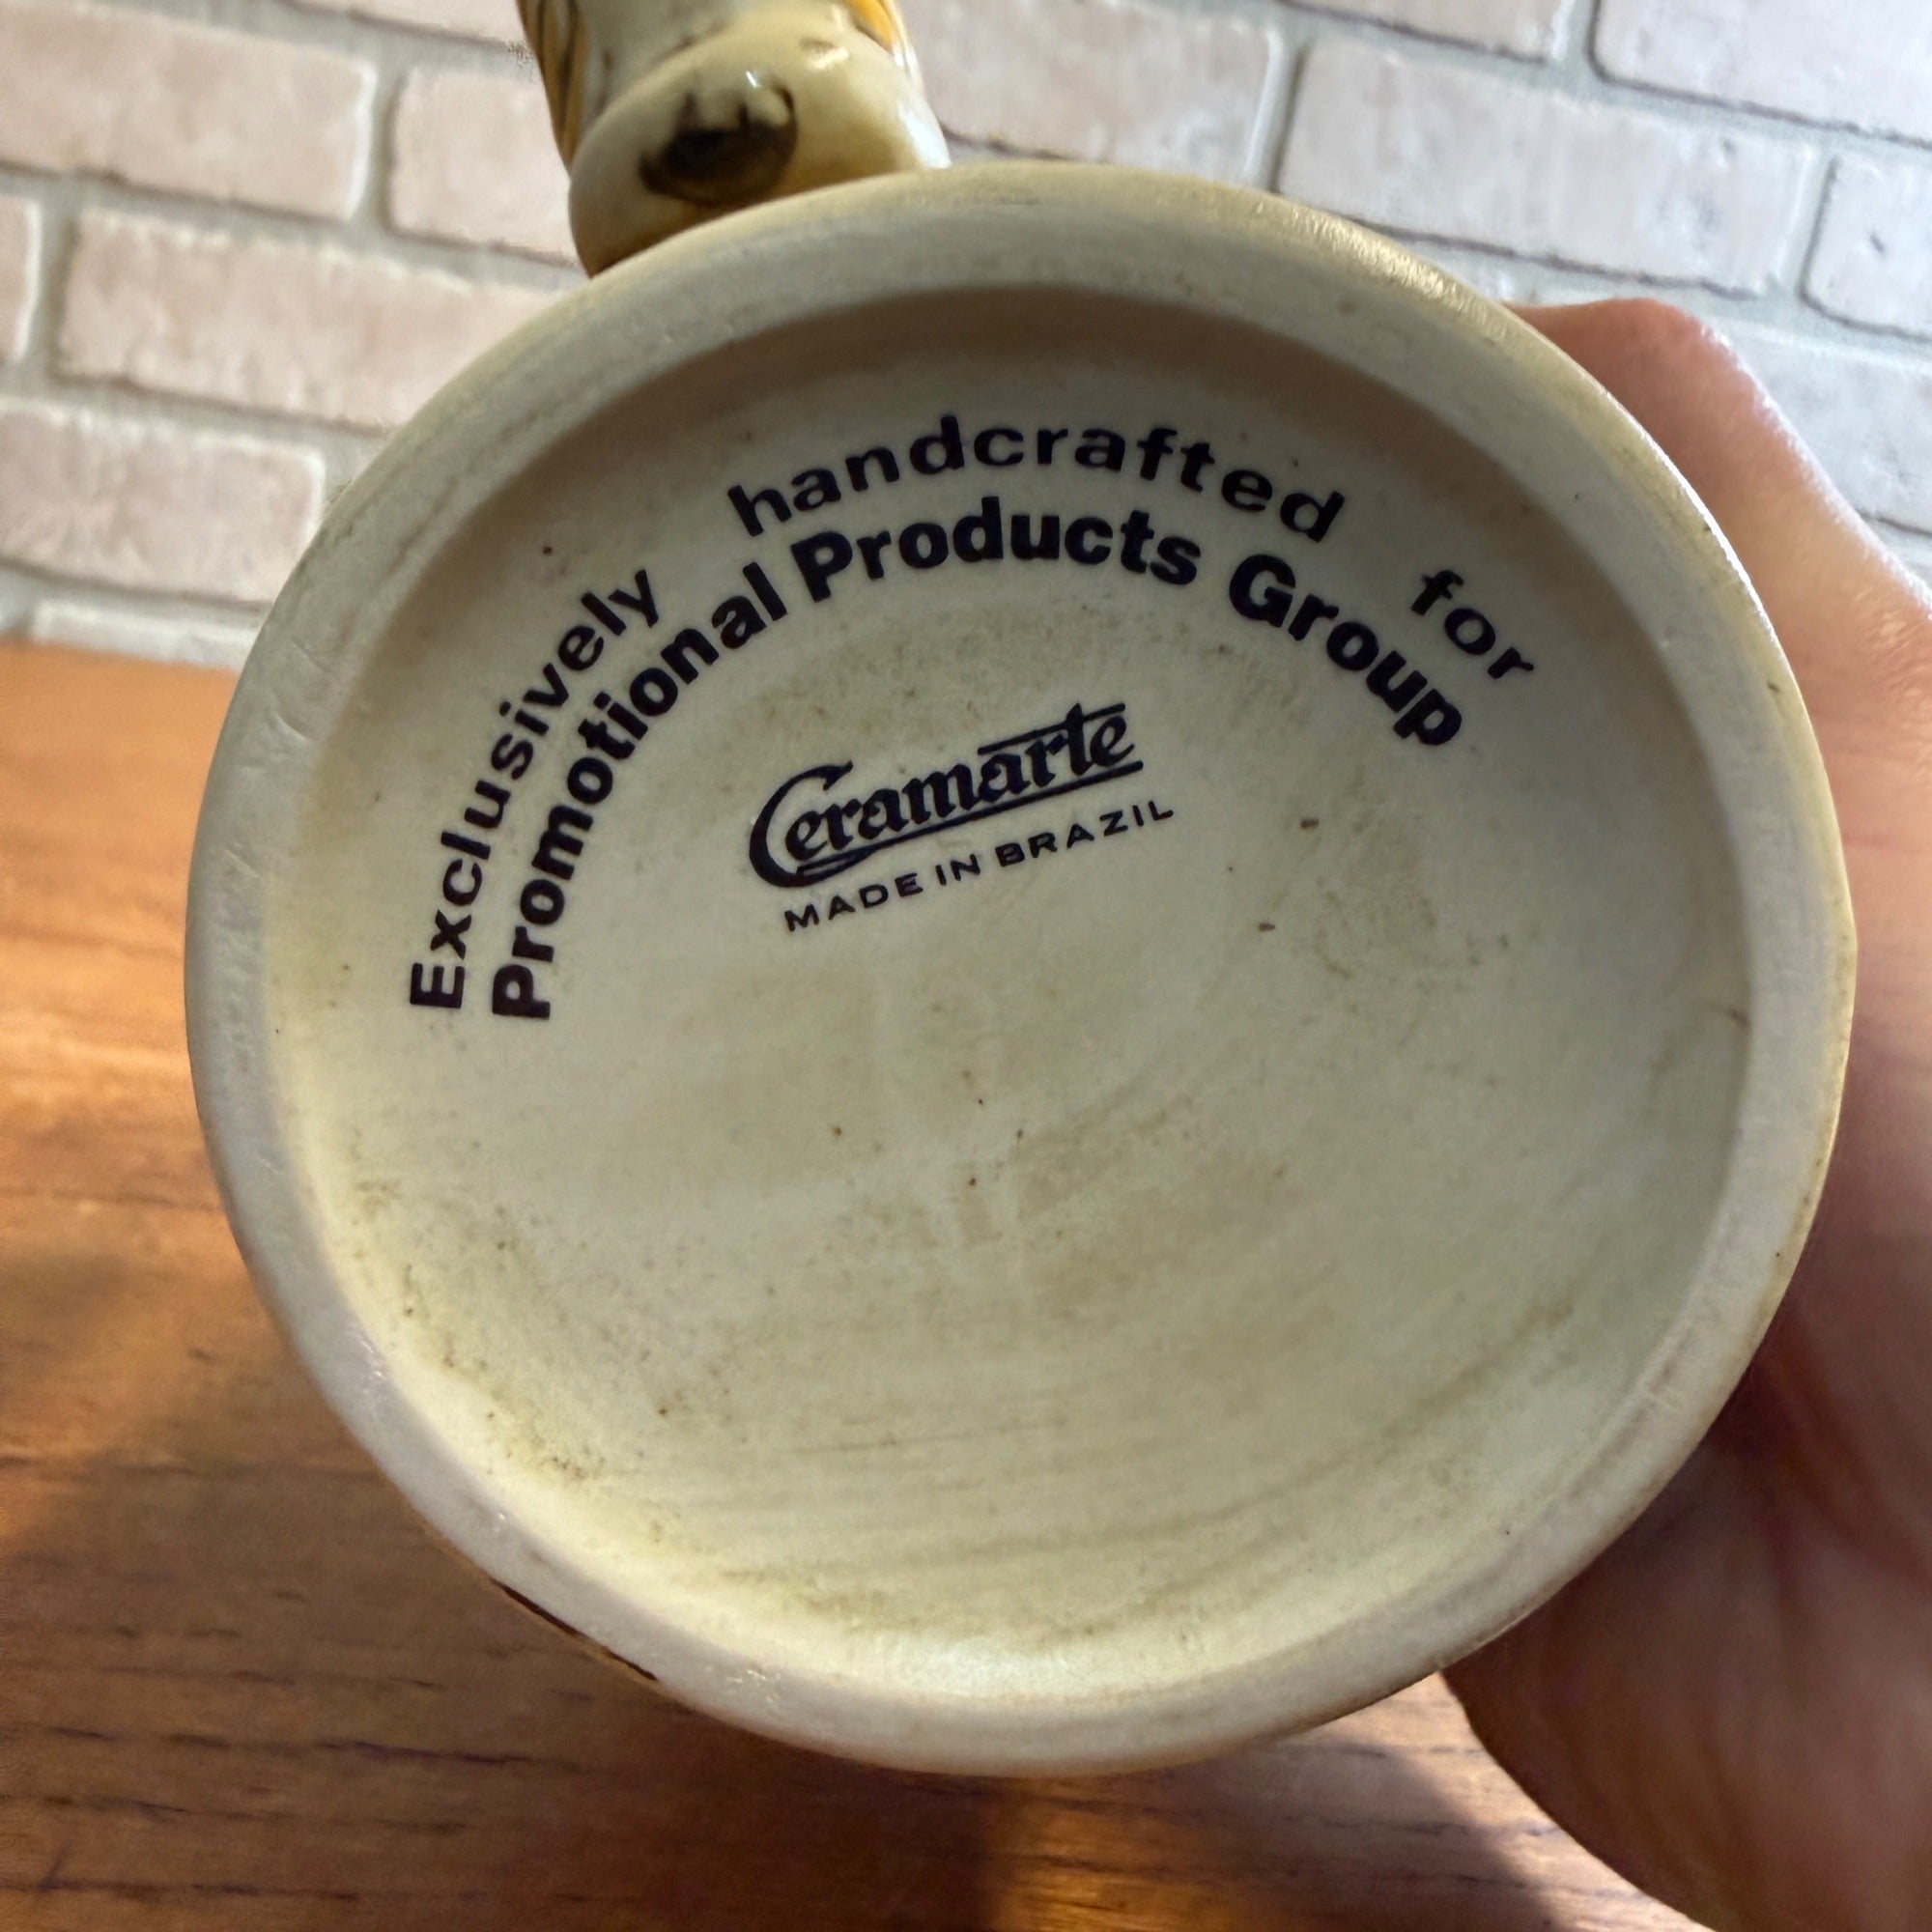 Exclusively handcrafted for
Promotional Products Group
Ceramarte
MADE IN BRAZIL